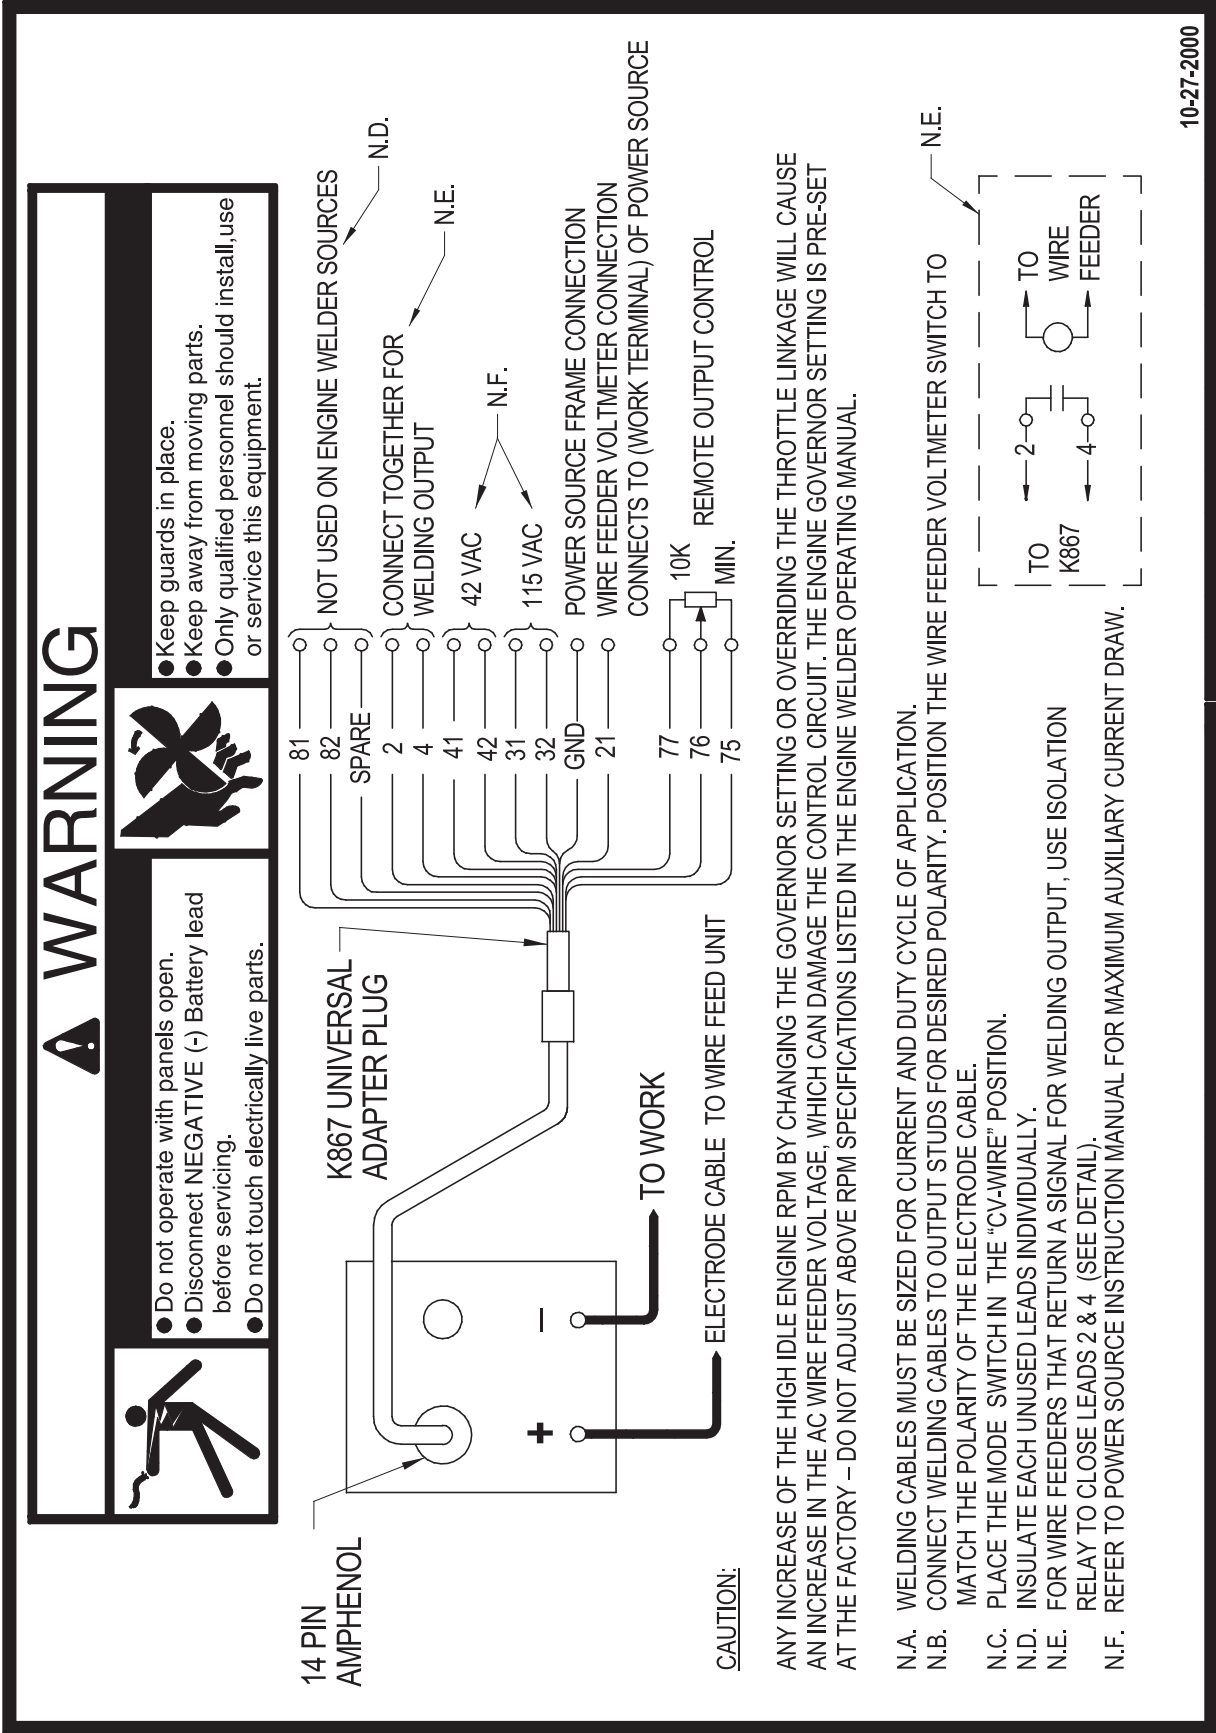 WARNING
● Do not operate with panels open.
● Disconnect NEGATIVE (-) Battery lead
before servicing.
● Do not touch electrically live parts.
● Keep guards in place.
● Keep away from moving parts.
● Only qualified personnel should install,use
or service this equipment.
14 PIN
AMPHENOL
K867 UNIVERSAL
ADAPTER PLUG
81
82
SPARE
2
4
41
42
31
32
GND
21
77
76
75
NOT USED ON ENGINE WELDER SOURCES
N.D.
CONNECT TOGETHER FOR
WELDING OUTPUT
N.E.
42 VAC
115 VAC
N.F.
POWER SOURCE FRAME CONNECTION
WIRE FEEDER VOLTMETER CONNECTION
CONNECTS TO (WORK TERMINAL) OF POWER SOURCE
10K
MIN.
REMOTE OUTPUT CONTROL
+
–
TO WORK
ELECTRODE CABLE TO WIRE FEED UNIT
CAUTION:
ANY INCREASE OF THE HIGH IDLE ENGINE RPM BY CHANGING THE GOVERNOR SETTING OR OVERRIDING THE THROTTLE LINKAGE WILL CAUSE
AN INCREASE IN THE AC WIRE FEEDER VOLTAGE, WHICH CAN DAMAGE THE CONTROL CIRCUIT. THE ENGINE GOVERNOR SETTING IS PRE-SET
AT THE FACTORY – DO NOT ADJUST ABOVE RPM SPECIFICATIONS LISTED IN THE ENGINE WELDER OPERATING MANUAL.
N.A. WELDING CABLES MUST BE SIZED FOR CURRENT AND DUTY CYCLE OF APPLICATION.
N.B. CONNECT WELDING CABLES TO OUTPUT STUDS FOR DESIRED POLARITY. POSITION THE WIRE FEEDER VOLTMETER SWITCH TO
MATCH THE POLARITY OF THE ELECTRODE CABLE.
N.C. PLACE THE MODE SWITCH IN THE “CV-WIRE” POSITION.
N.D. INSULATE EACH UNUSED LEADS INDIVIDUALLY.
N.E. FOR WIRE FEEDERS THAT RETURN A SIGNAL FOR WELDING OUTPUT, USE ISOLATION
RELAY TO CLOSE LEADS 2 & 4 (SEE DETAIL).
N.F. REFER TO POWER SOURCE INSTRUCTION MANUAL FOR MAXIMUM AUXILIARY CURRENT DRAW.
N.E.
TO
K867
2
4
TO
WIRE
FEEDER
10-27-2000